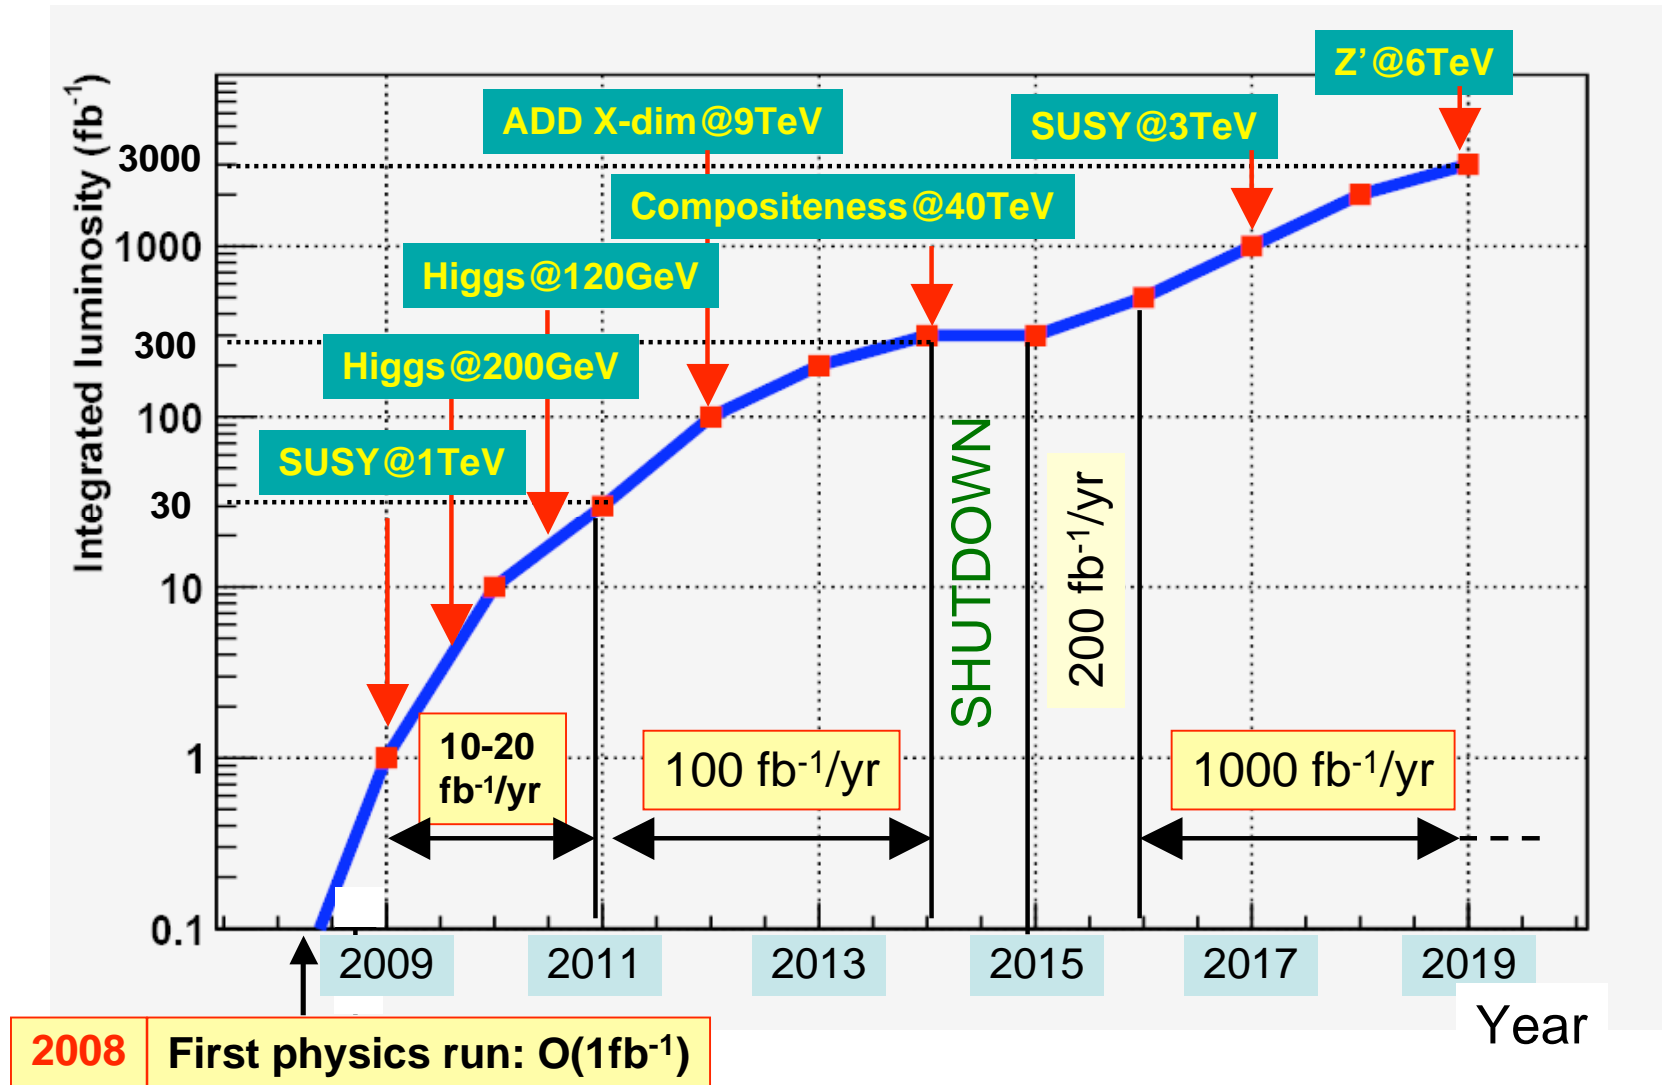 Z’@6TeV
ADD X-dim@9TeV
SUSY@3TeV
Integrated luminosity (fb⁻¹)
3000
Compositeness@40TeV
1000
Higgs@120GeV
300
Higgs@200GeV
100
SUSY@1TeV
30
SHUTDOWN
200 fb⁻¹/yr
10
10-20
fb⁻¹/yr
100 fb⁻¹/yr
1000 fb⁻¹/yr
1
0.1
2009 2011 2013 2015 2017 2019
Year
2008 First physics run: O(1fb⁻¹)